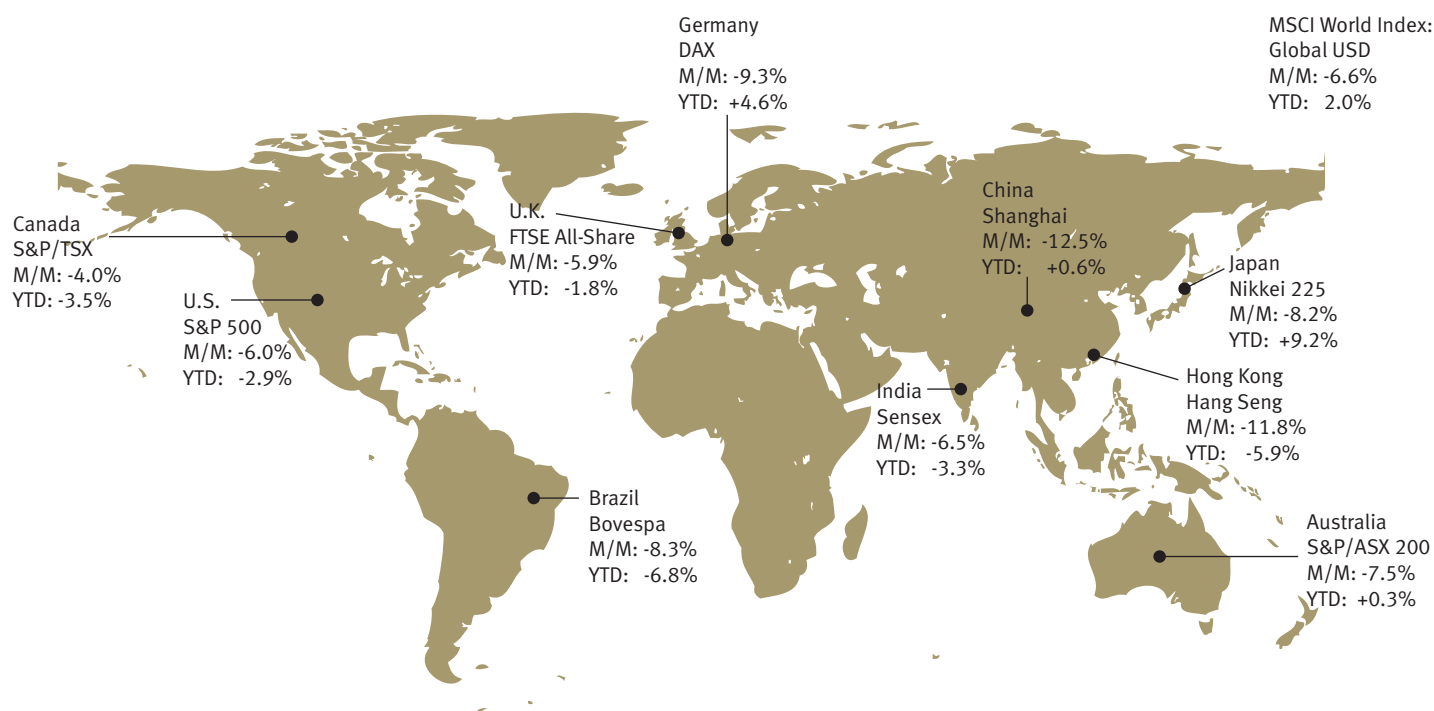 Germany
DAX
M/M: -9.3%
YTD: +4.6%
MSCI World Index:
Global USD
M/M: -6.6%
YTD: 2.0%
Canada
S&P/TSX
M/M: -4.0%
YTD: -3.5%
U.S.
S&P 500
M/M: -6.0%
YTD: -2.9%
U.K.
FTSE All-Share
M/M: -5.9%
YTD: -1.8%
China
Shanghai
M/M: -12.5%
YTD: +0.6%
Japan
Nikkei 225
M/M: -8.2%
YTD: +9.2%
India
Sensex
M/M: -6.5%
YTD: -3.3%
Hong Kong
Hang Seng
M/M: -11.8%
YTD: -5.9%
Brazil
Bovespa
M/M: -8.3%
YTD: -6.8%
Australia
S&P/ASX 200
M/M: -7.5%
YTD: +0.3%